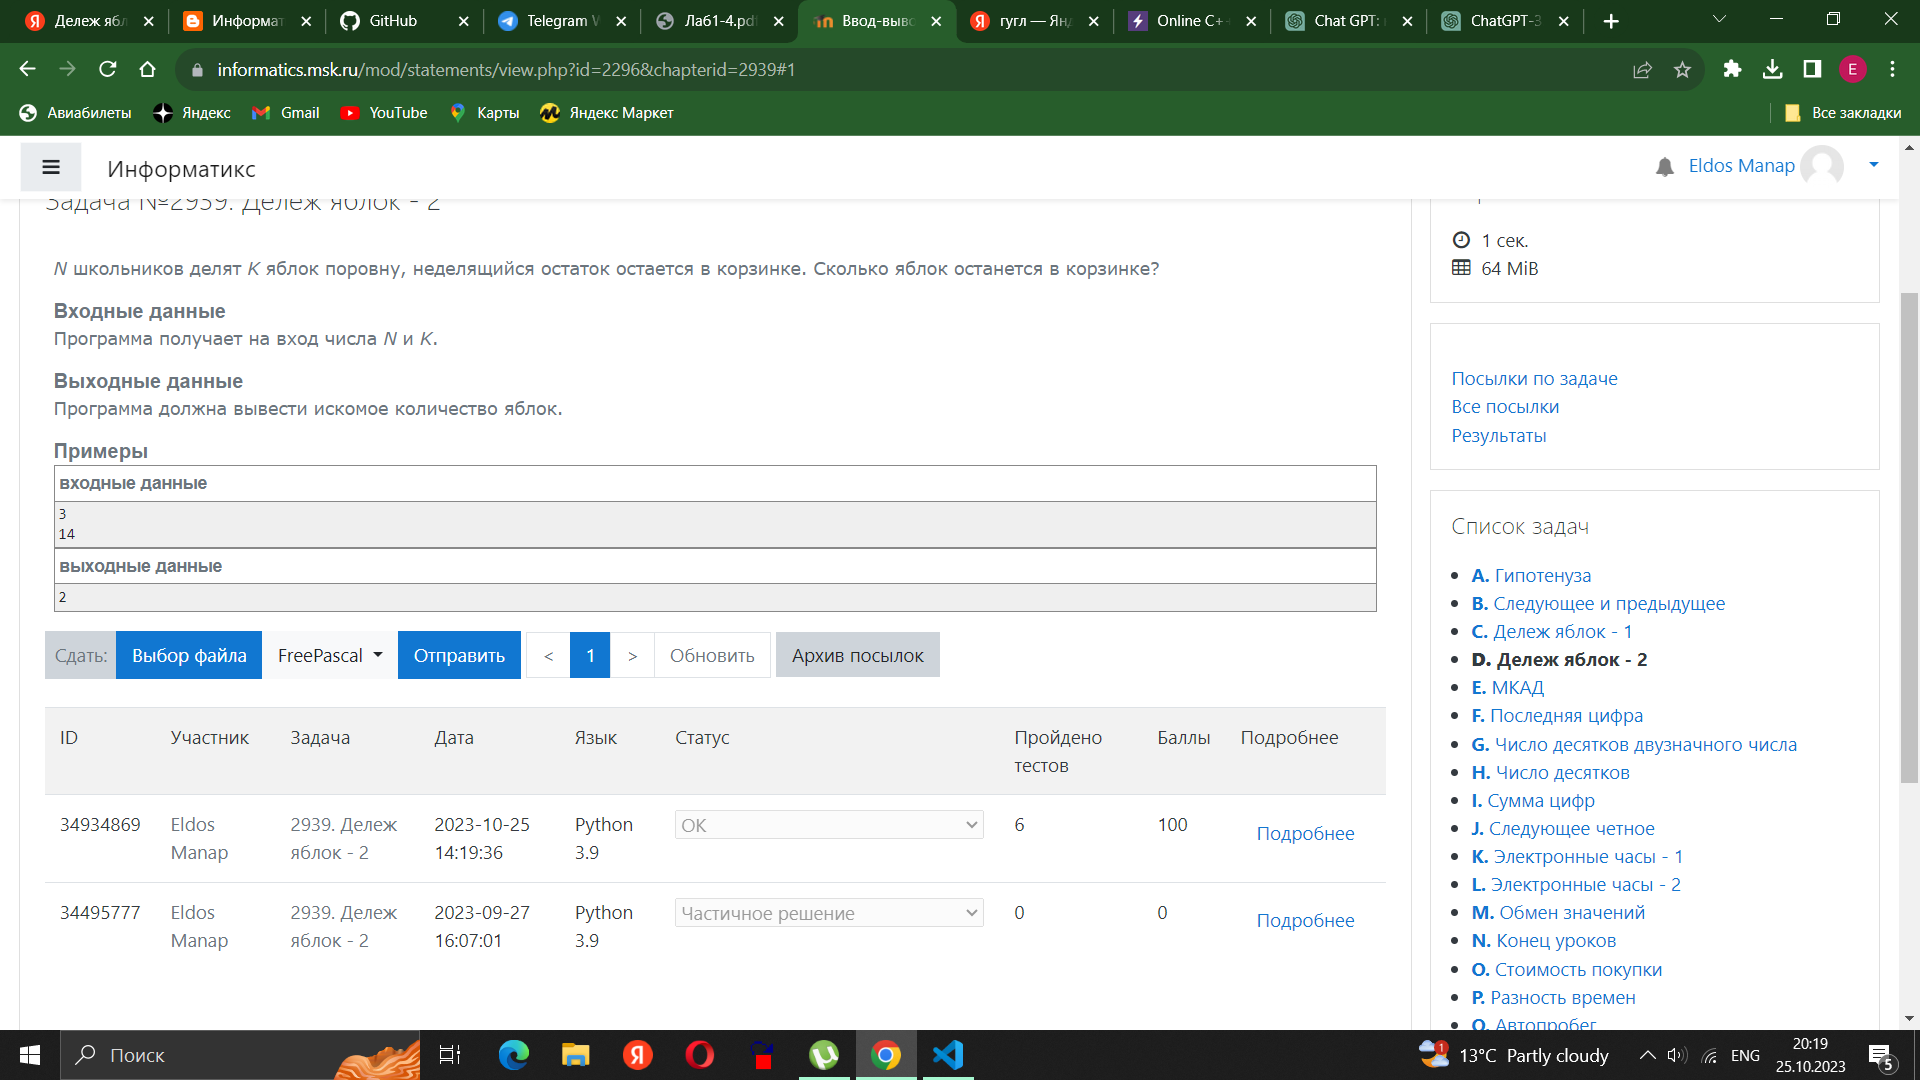 Дележ ябл
Информат
GitHub
Telegram W
Лаб1-4.pdf
Ввод-выво
гугл — Янд
Online C+
Chat GPT:
ChatGPT-3
informatics.msk.ru/mod/statements/view.php?id=2296&chapterid=2939#1
E
Авиабилеты
Яндекс
Gmail
YouTube
Карты
Яндекс Маркет
Все закладки
Информатикс
Eldos Manap
Задача №2939. Дележ яблок - 2
N школьников делят K яблок поровну, неделящийся остаток остается в корзинке. Сколько яблок останется в корзинке?
Входные данные
Программа получает на вход числа N и K.
Выходные данные
Программа должна вывести искомое количество яблок.
Примеры
входные данные
3
14
выходные данные
2
Сдать: Выбор файла FreePascal Отправить < 1 > Обновить Архив посылок
ID Участник Задача Дата Язык Статус Пройдено тестов Баллы Подробнее
34934869 Eldos Manap 2939. Дележ яблок - 2 2023-10-25 14:19:36 Python 3.9 OK 6 100 Подробнее
34495777 Eldos Manap 2939. Дележ яблок - 2 2023-09-27 16:07:01 Python 3.9 Частичное решение 0 0 Подробнее
1 сек.
64 MiB
Посылки по задаче
Все посылки
Результаты
Список задач
A. Гипотенуза
B. Следующее и предыдущее
C. Дележ яблок - 1
D. Дележ яблок - 2
E. МКАД
F. Последняя цифра
G. Число десятков двузначного числа
H. Число десятков
I. Сумма цифр
J. Следующее четное
K. Электронные часы - 1
L. Электронные часы - 2
M. Обмен значений
N. Конец уроков
O. Стоимость покупки
P. Разность времен
Q. Автопробег
Поиск
13°C Partly cloudy
ENG
20:19
25.10.2023
5